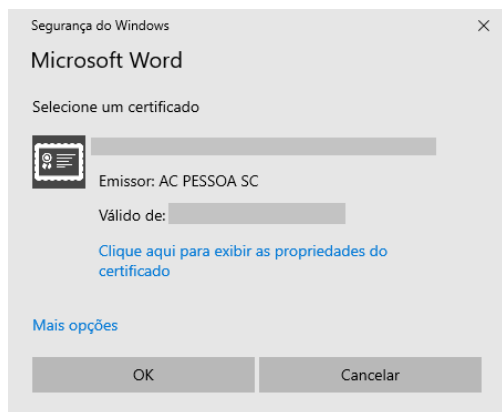 Segurança do Windows
Microsoft Word
Selecione um certificado
Emissor: AC PESSOA SC
Válido de:
Clique aqui para exibir as propriedades do
certificado
Mais opções
OK
Cancelar